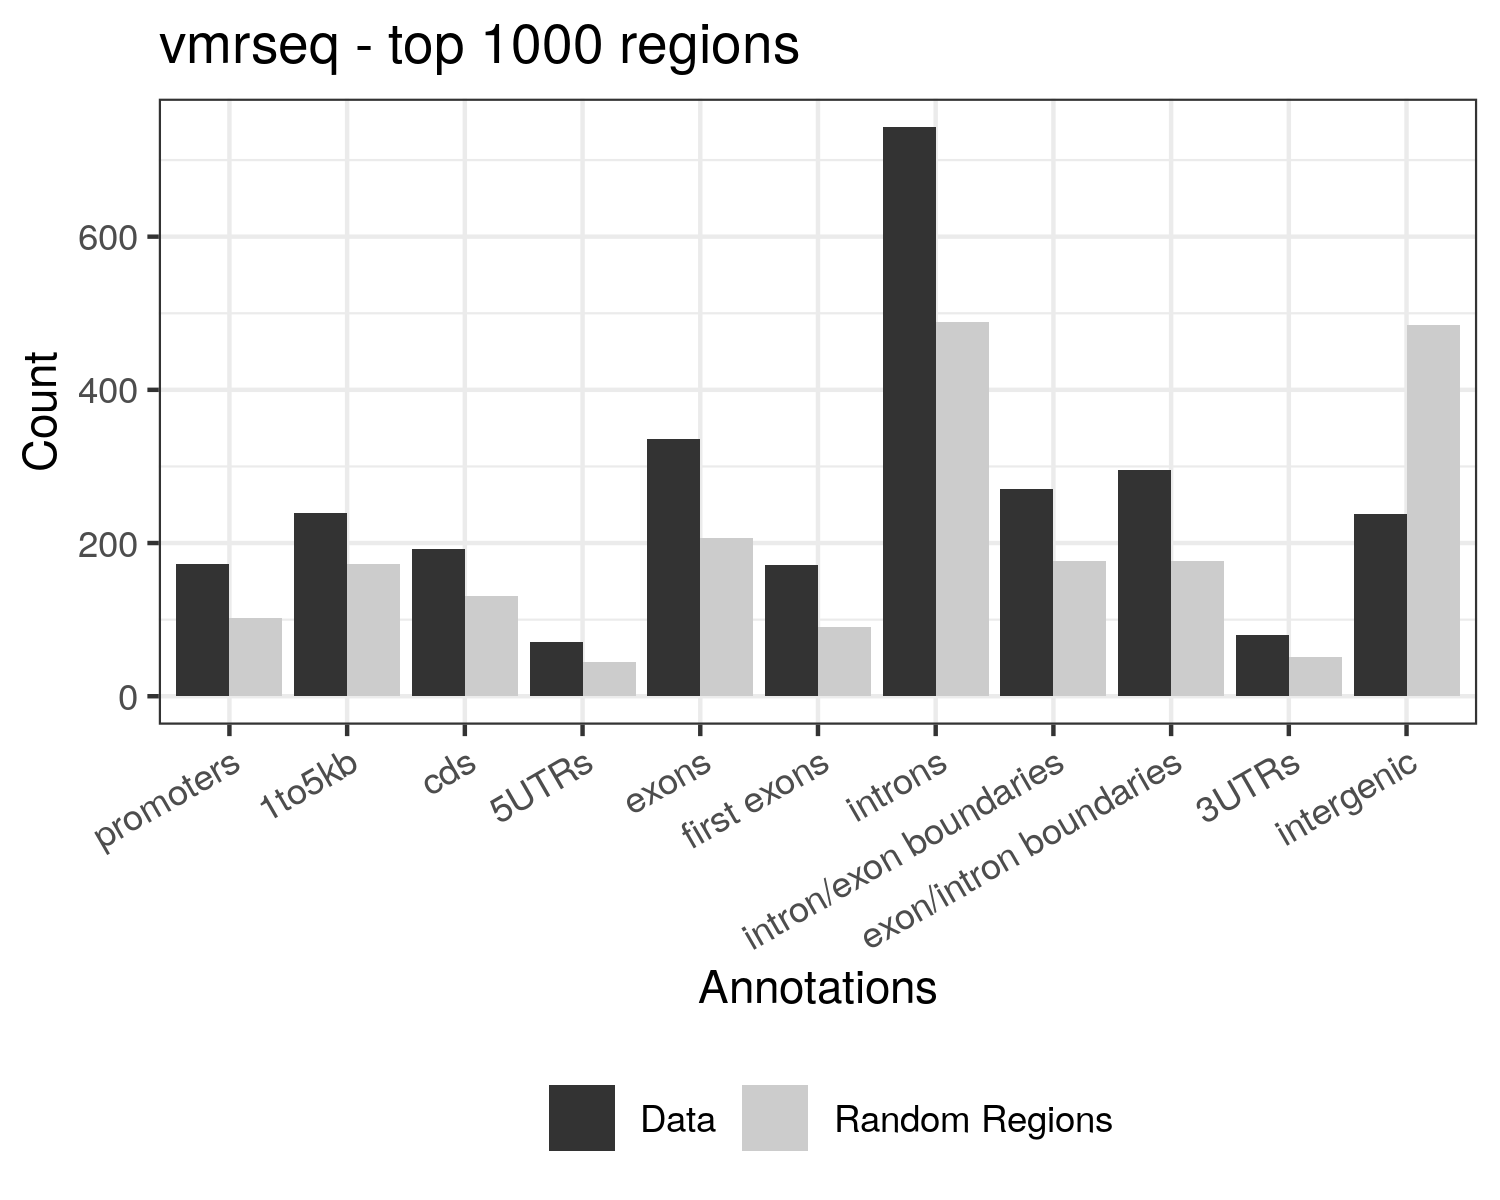 vmrseq - top 1000 regions
Count
600
400
200
0
promoters
1to5kb
cds
5UTRs
exons
first exons
introns
intron/exon boundaries
exon/intron boundaries
3UTRs
intergenic
Annotations
Data
Random Regions